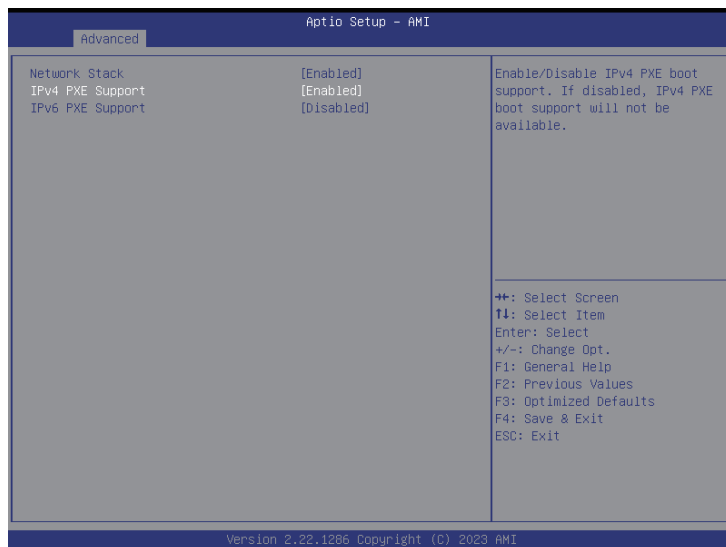 Aptio Setup – AMI
Advanced
Network Stack [Enabled]
IPv4 PXE Support [Enabled]
IPv6 PXE Support [Disabled]
Enable/Disable IPv4 PXE boot
support. If disabled, IPv4 PXE
boot support will not be
available.
→←: Select Screen
↑↓: Select Item
Enter: Select
+/-: Change Opt.
F1: General Help
F2: Previous Values
F3: Optimized Defaults
F4: Save & Exit
ESC: Exit
Version 2.22.1286 Copyright (C) 2023 AMI